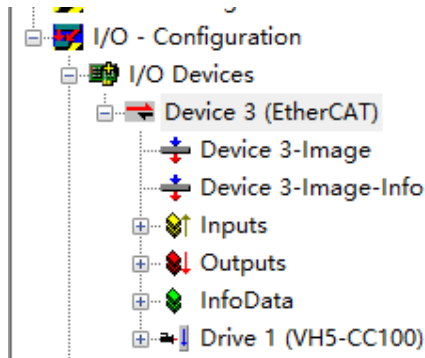 I/O - Configuration
I/O Devices
Device 3 (EtherCAT)
Device 3-Image
Device 3-Image-Info
Inputs
Outputs
InfoData
Drive 1 (VH5-CC100)